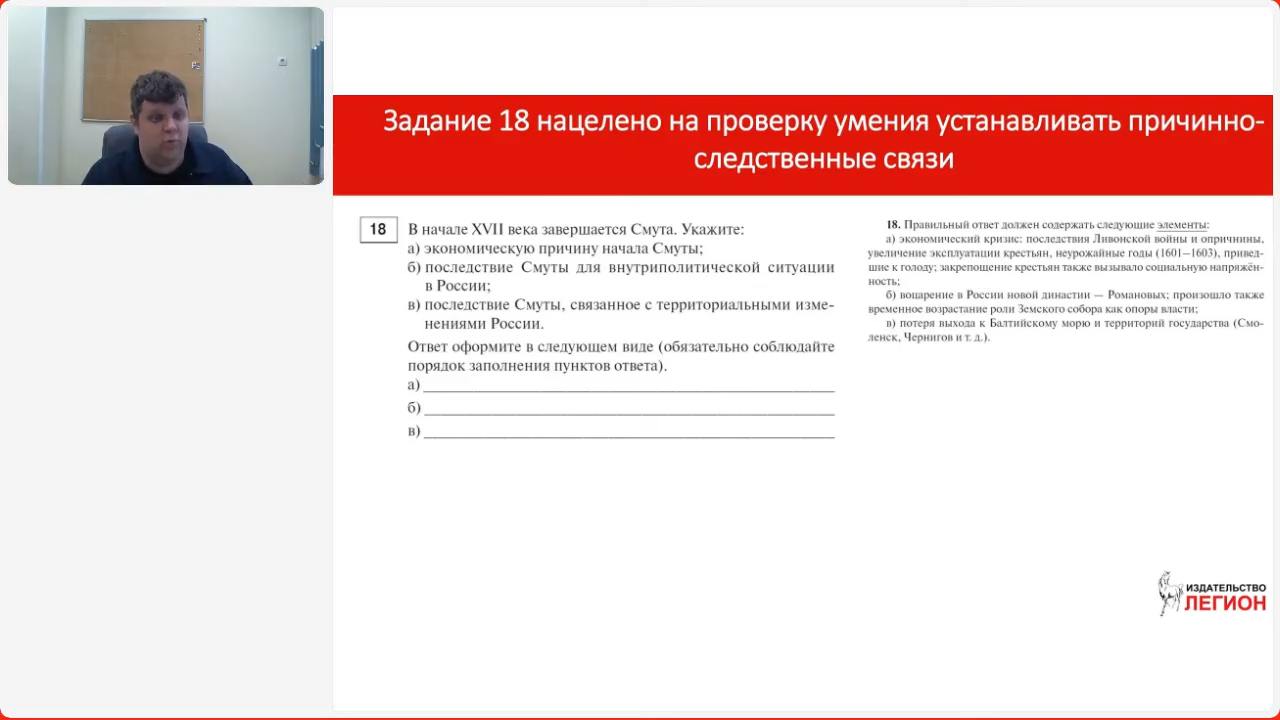 Задание 18 нацелено на проверку умения устанавливать причинно-
следственные связи
18
В начале XVII века завершается Смута. Укажите:
а) экономическую причину начала Смуты;
б) последствие Смуты для внутриполитической ситуации
в России;
в) последствие Смуты, связанное с территориальными изме-
нениями России.
Ответ оформите в следующем виде (обязательно соблюдайте
порядок заполнения пунктов ответа).
а)
б)
в)
18. Правильный ответ должен содержать следующие элементы:
а) экономический кризис: последствия Ливонской войны и опричнины,
увеличение эксплуатации крестьян, неурожайные годы (1601—1603), привед-
шие к голоду; закрепощение крестьян также вызывало социальную напряжён-
ность;
б) воцарение в России новой династии — Романовых; произошло также
временное возрастание роли Земского собора как опоры власти;
в) потеря выхода к Балтийскому морю и территорий государства (Смо-
ленск, Чернигов и т. д.).
ИЗДАТЕЛЬСТВО
ЛЕГИОН